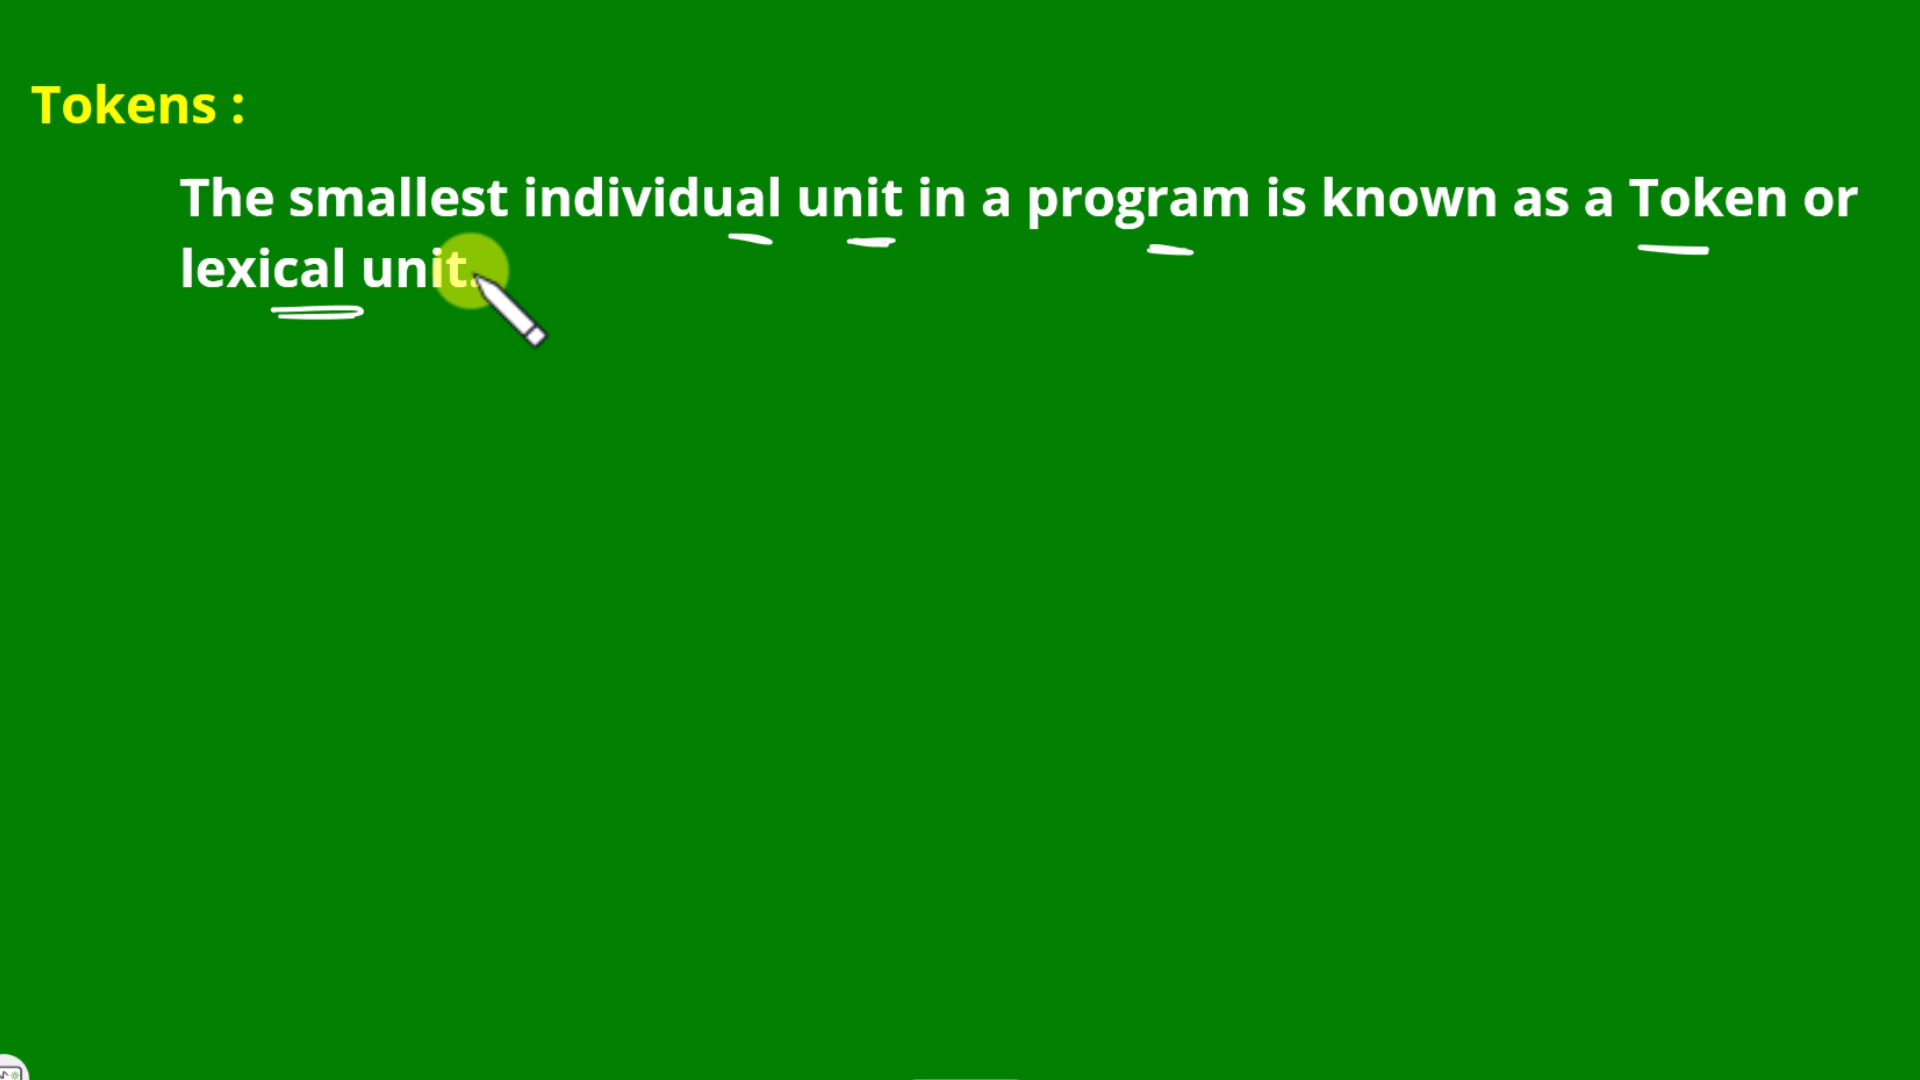 Tokens :
The smallest individual unit in a program is known as a Token or
lexical unit.